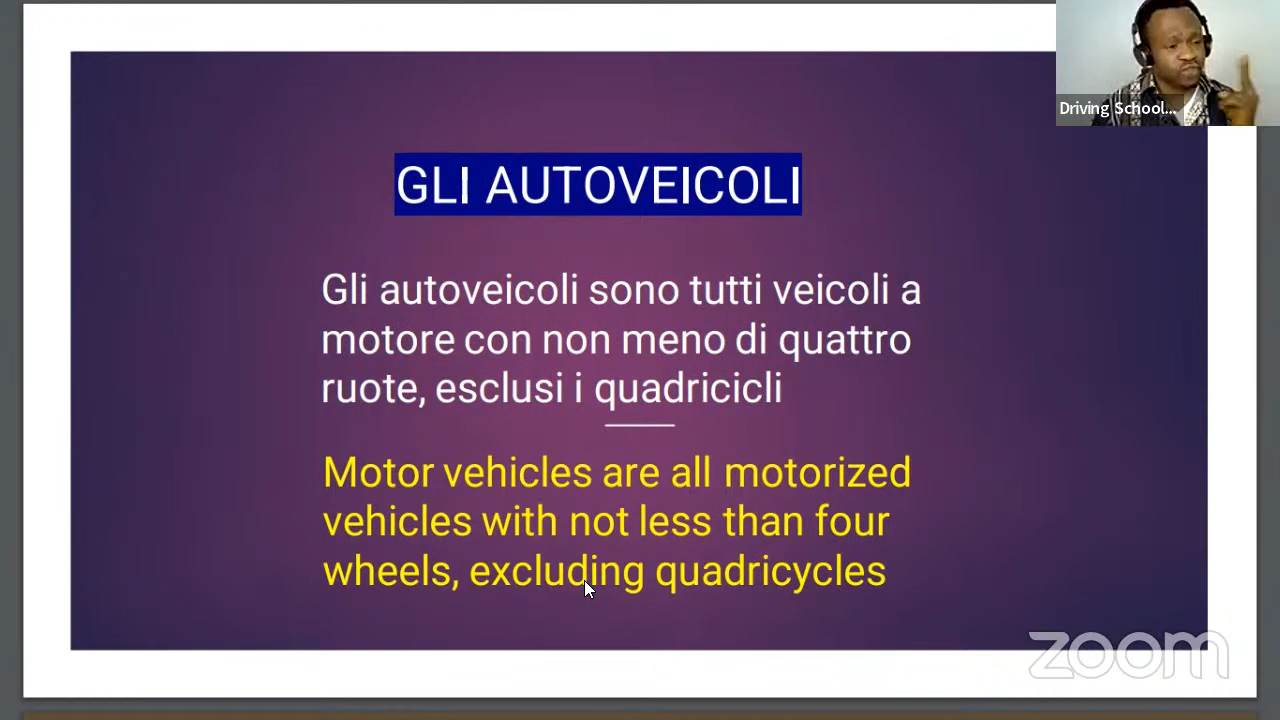 Driving School...
GLI AUTOVEICOLI
Gli autoveicoli sono tutti veicoli a
motore con non meno di quattro
ruote, esclusi i quadricicli
Motor vehicles are all motorized
vehicles with not less than four
wheels, excluding quadricycles
zoom